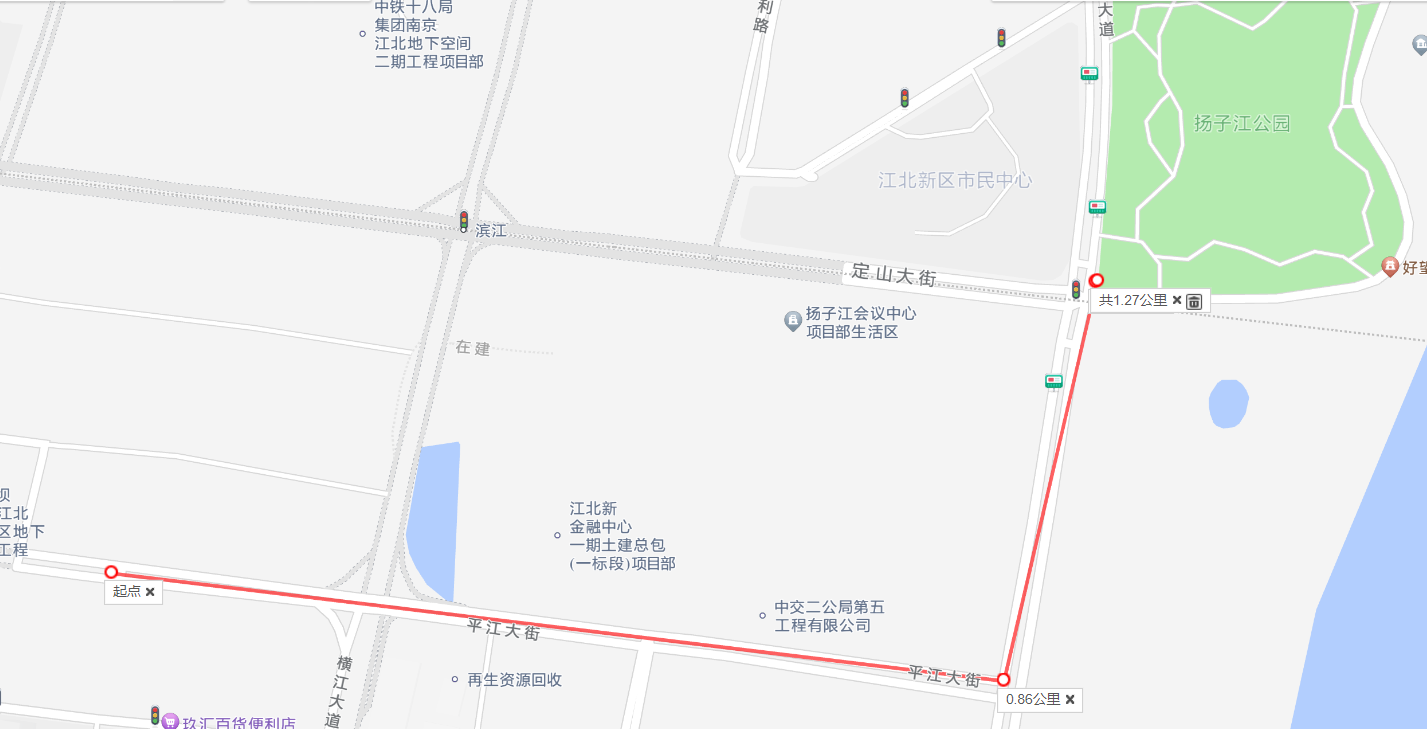 中铁十八局
集团南京
江北地下空间
二期工程项目部
利路
大道
扬子江公园
江北新区市民中心
滨江
定山大街
好望
共1.27公里
扬子江会议中心
项目部生活区
在建
坝
江北
区地下
工程
江北新
金融中心
一期土建总包
(一标段)项目部
起点
中交二公局第五
工程有限公司
平江大街
平江大街
0.86公里
横江大道
再生资源回收
玖汇百货便利店